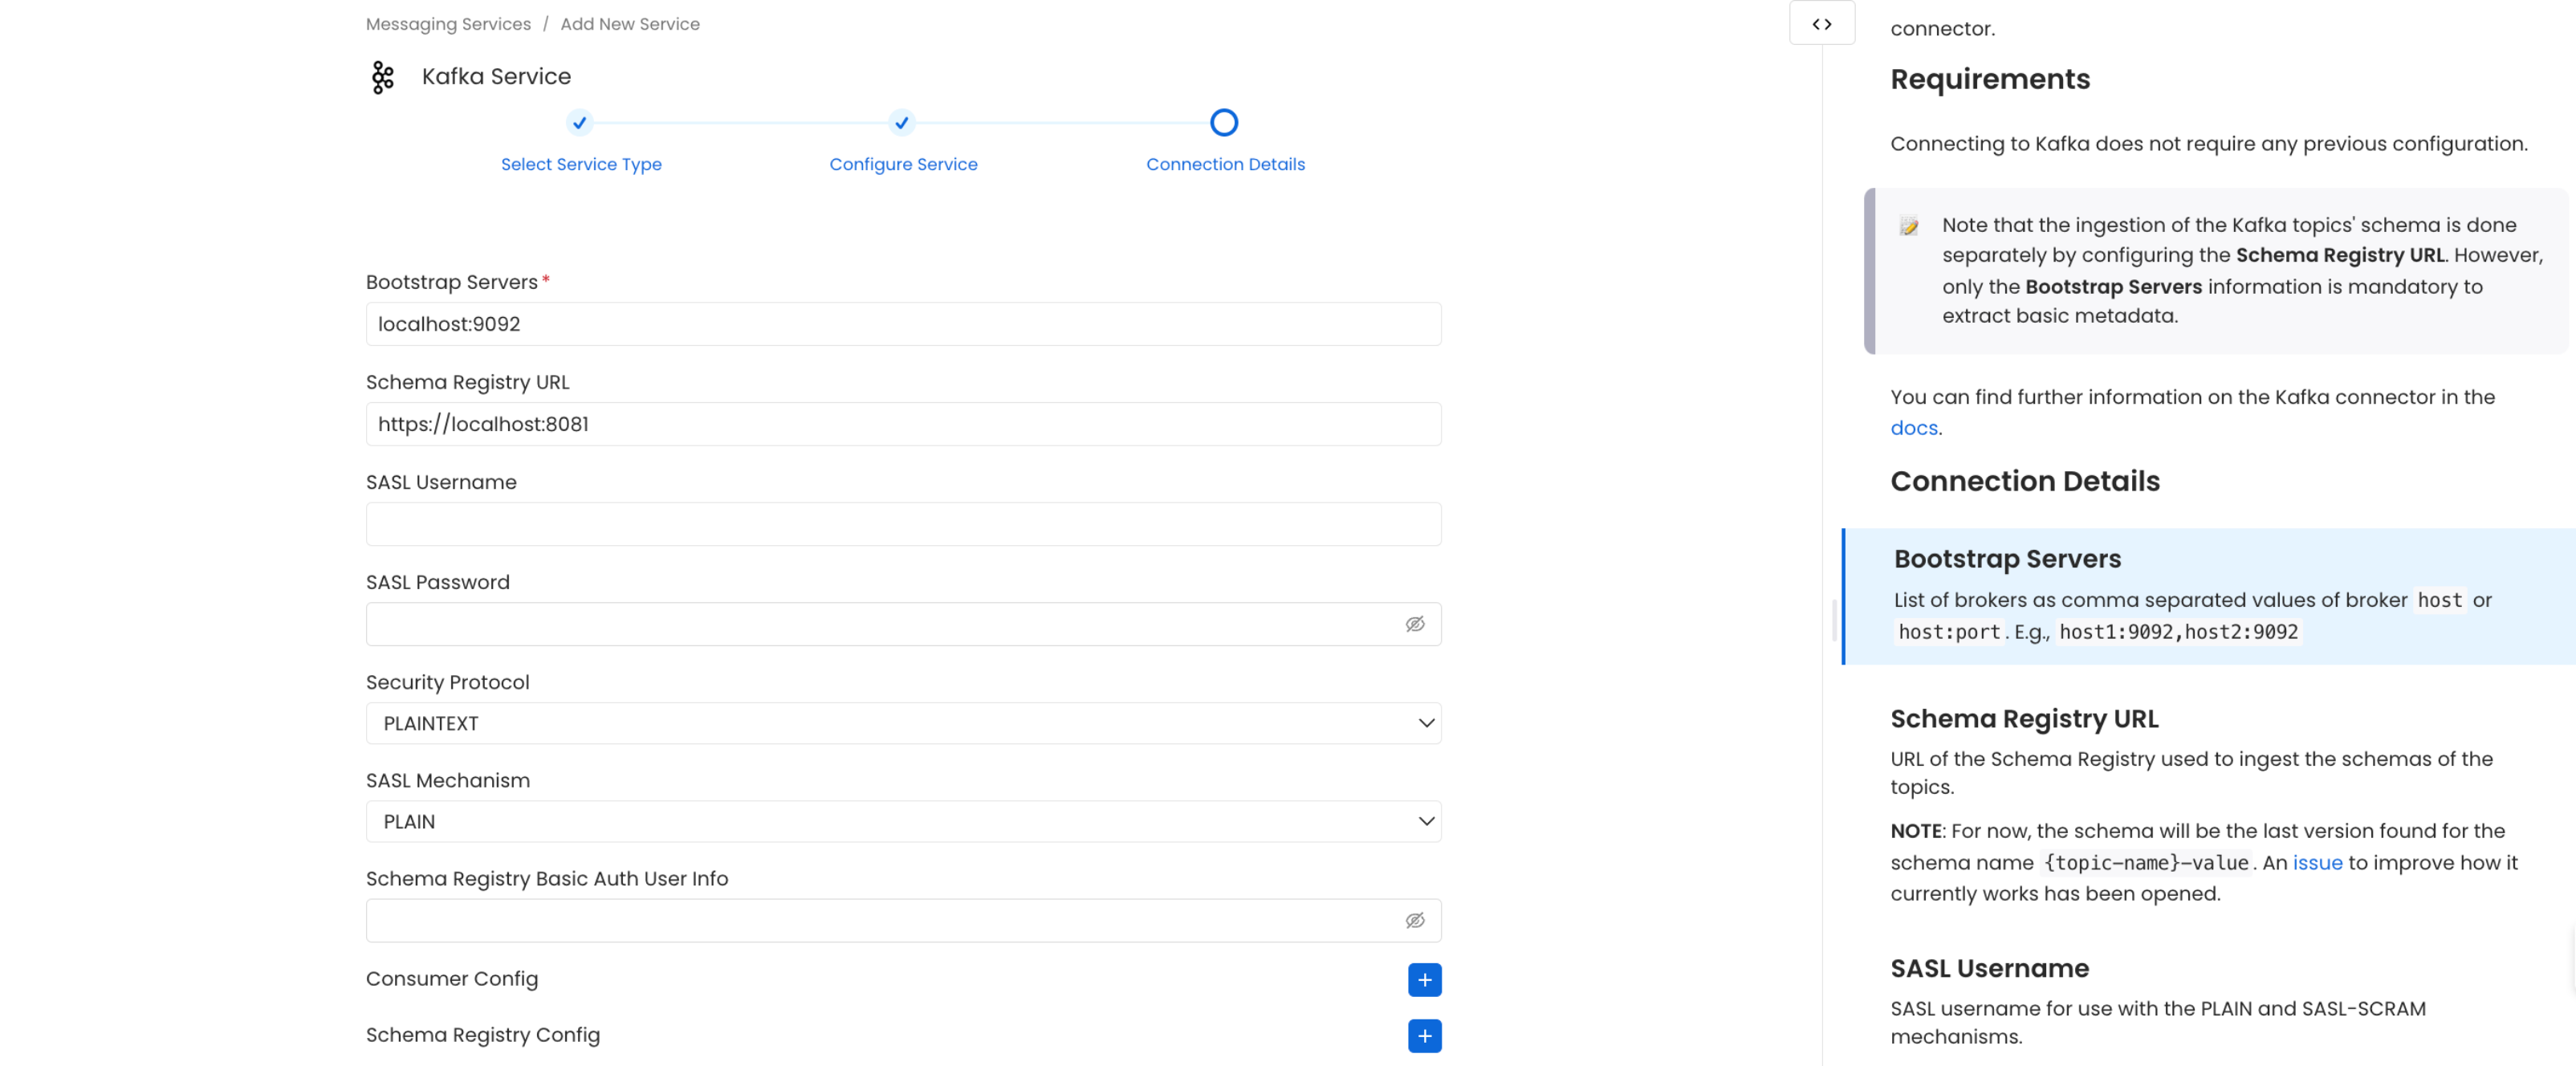 Messaging Services / Add New Service
Kafka Service
Select Service Type
Configure Service
Connection Details
Bootstrap Servers*
localhost:9092
Schema Registry URL
https://localhost:8081
SASL Username
SASL Password
Security Protocol
PLAINTEXT
SASL Mechanism
PLAIN
Schema Registry Basic Auth User Info
Consumer Config
+
Schema Registry Config
+
<>
connector.
Requirements
Connecting to Kafka does not require any previous configuration.
Note that the ingestion of the Kafka topics' schema is done
separately by configuring the Schema Registry URL. However,
only the Bootstrap Servers information is mandatory to
extract basic metadata.
You can find further information on the Kafka connector in the
docs.
Connection Details
Bootstrap Servers
List of brokers as comma separated values of broker host or
host:port. E.g., host1:9092,host2:9092
Schema Registry URL
URL of the Schema Registry used to ingest the schemas of the
topics.
NOTE: For now, the schema will be the last version found for the
schema name {topic-name}-value. An issue to improve how it
currently works has been opened.
SASL Username
SASL username for use with the PLAIN and SASL-SCRAM
mechanisms.